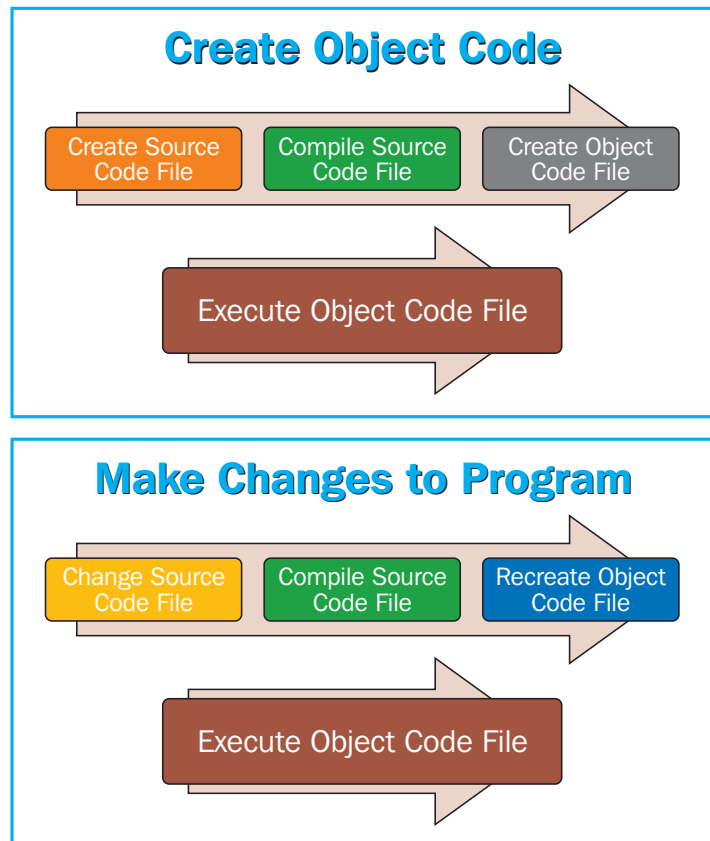 Create Object Code
Create Source
Code File
Compile Source
Code File
Create Object
Code File
Execute Object Code File
Make Changes to Program
Change Source
Code File
Compile Source
Code File
Recreate Object
Code File
Execute Object Code File